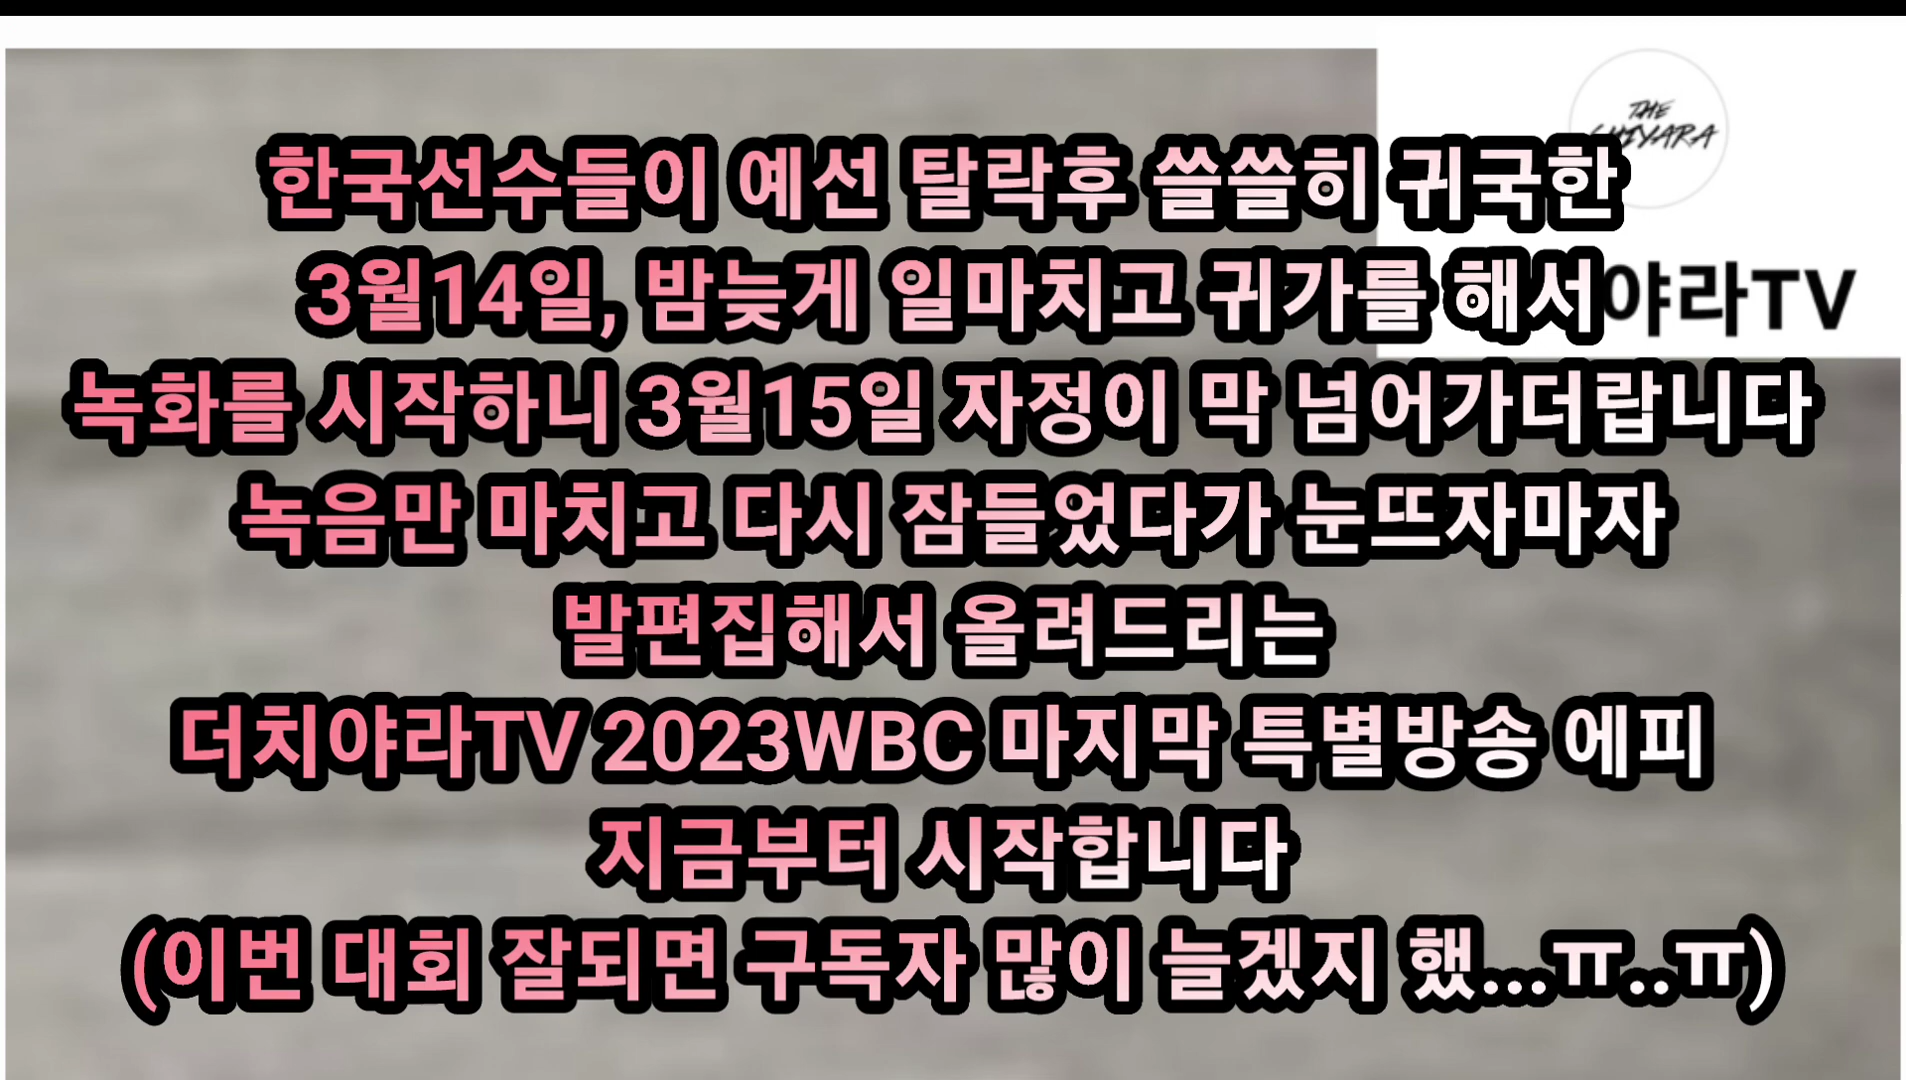 THE
CHIYARA
한국선수들이 예선 탈락후 쓸쓸히 귀국한
3월14일, 밤늦게 일마치고 귀가를 해서
야라TV
녹화를 시작하니 3월15일 자정이 막 넘어가더랍니다
녹음만 마치고 다시 잠들었다가 눈뜨자마자
발편집해서 올려드리는
더치야라TV 2023WBC 마지막 특별방송 에피
지금부터 시작합니다
(이번 대회 잘되면 구독자 많이 늘겠지 했...ㅠ..ㅠ)